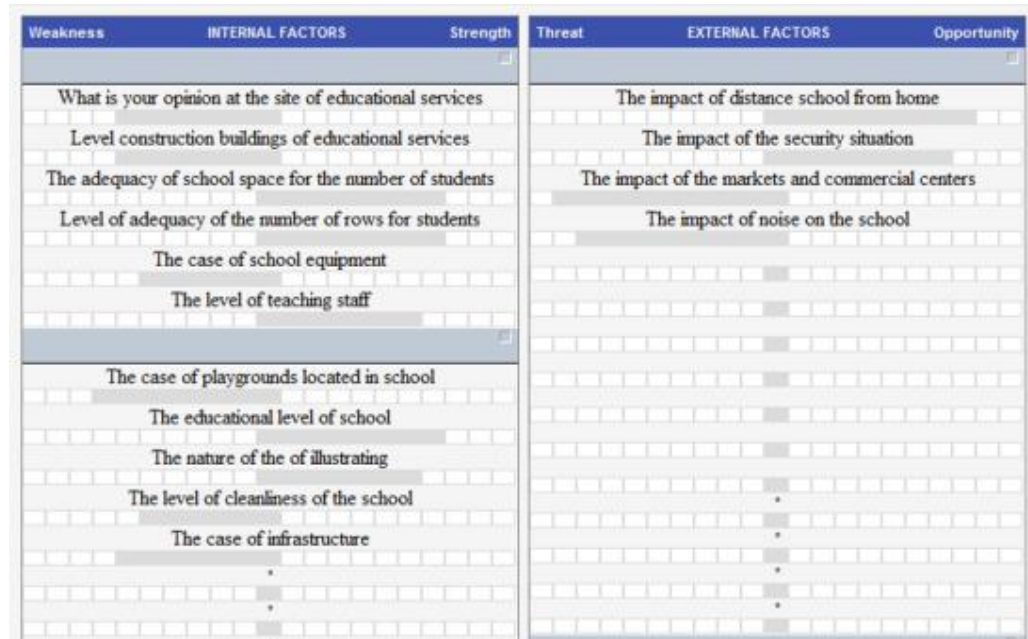 Weakness INTERNAL FACTORS Strength
What is your opinion at the site of educational services
Level construction buildings of educational services
The adequacy of school space for the number of students
Level of adequacy of the number of rows for students
The case of school equipment
The level of teaching staff
The case of playgrounds located in school
The educational level of school
The nature of the of illustrating
The level of cleanliness of the school
The case of infrastructure
*
*
Threat EXTERNAL FACTORS Opportunity
The impact of distance school from home
The impact of the security situation
The impact of the markets and commercial centers
The impact of noise on the school
*
*
*
*